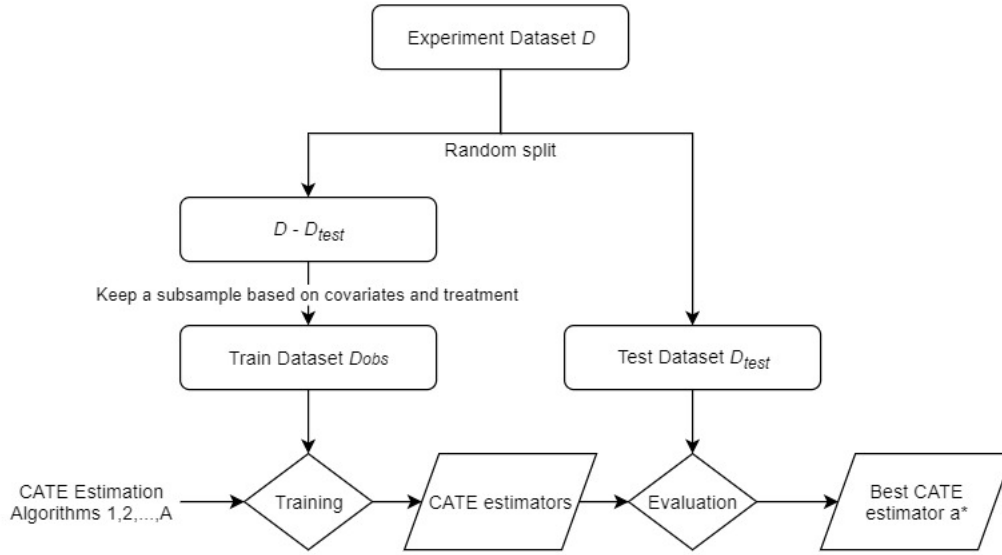 Experiment Dataset D
Random split
D - Dtest
Keep a subsample based on covariates and treatment
Train Dataset Dobs
Test Dataset Dtest
CATE Estimation
Algorithms 1,2,...,A
Training
CATE estimators
Evaluation
Best CATE
estimator a*